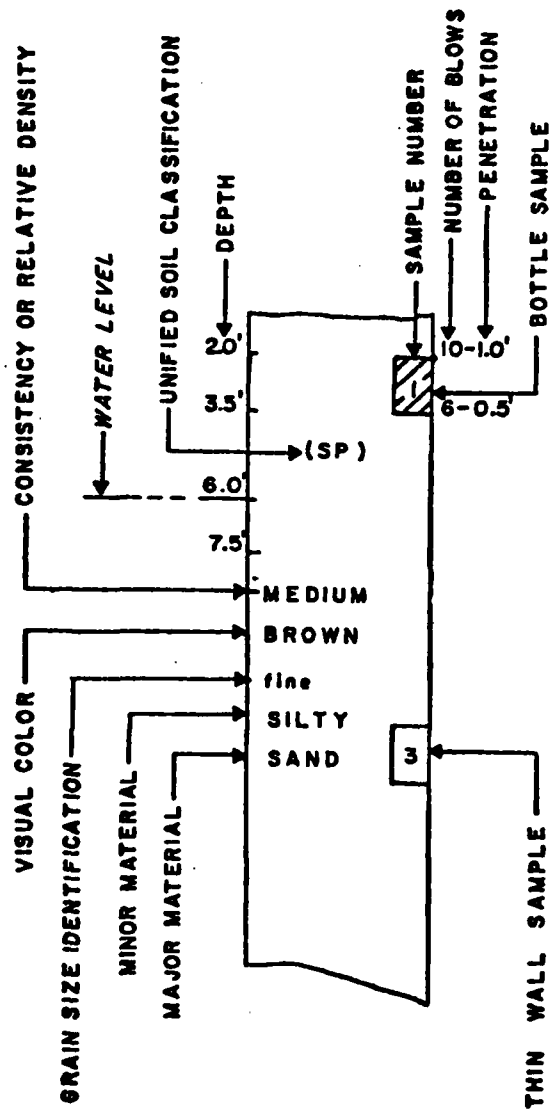 CONSISTENCY OR RELATIVE DENSITY
WATER LEVEL
UNIFIED SOIL CLASSIFICATION
DEPTH
SAMPLE NUMBER
NUMBER OF BLOWS
PENETRATION
BOTTLE SAMPLE
2.0'
3.5'
6.0'
7.5'
(SP)
1
10-1.0'
6-0.5'
MEDIUM
BROWN
fine
SILTY
SAND
3
VISUAL COLOR
GRAIN SIZE IDENTIFICATION
MINOR MATERIAL
MAJOR MATERIAL
THIN WALL SAMPLE